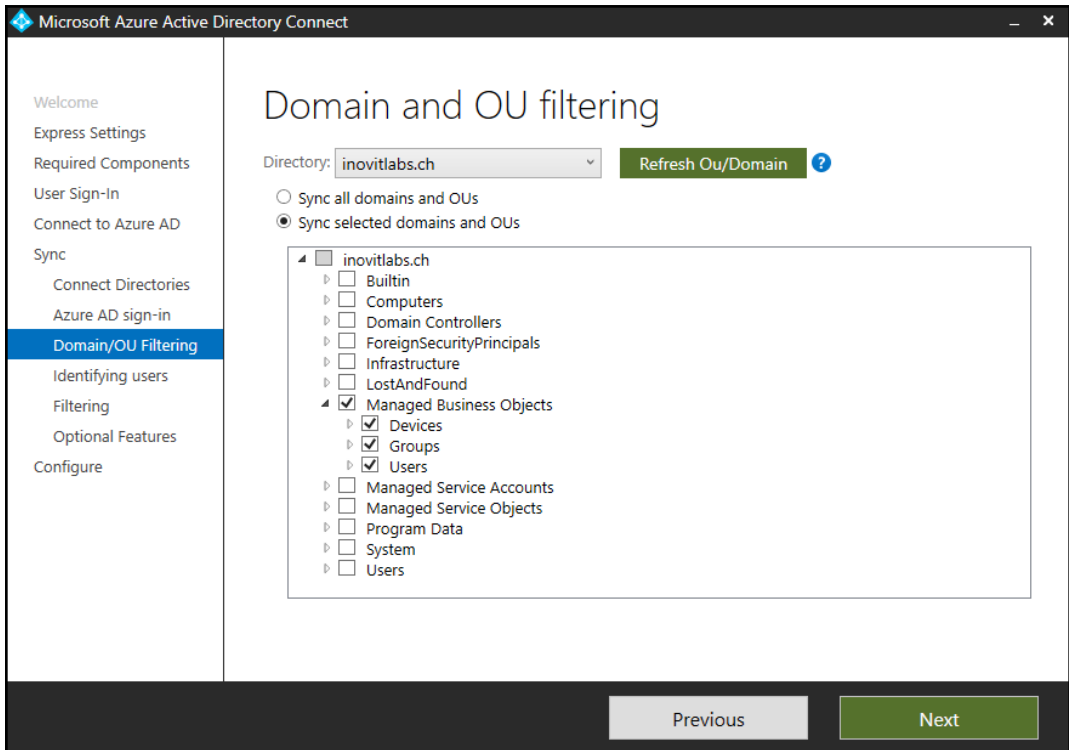 Microsoft Azure Active Directory Connect
Welcome
Express Settings
Required Components
User Sign-In
Connect to Azure AD
Sync
Connect Directories
Azure AD sign-in
Domain/OU Filtering
Identifying users
Filtering
Optional Features
Configure
Domain and OU filtering
Directory: inovitlabs.ch Refresh Ou/Domain ?
Sync all domains and OUs
Sync selected domains and OUs
inovitlabs.ch
Builtin
Computers
Domain Controllers
ForeignSecurityPrincipals
Infrastructure
LostAndFound
Managed Business Objects
Devices
Groups
Users
Managed Service Accounts
Managed Service Objects
Program Data
System
Users
Previous Next